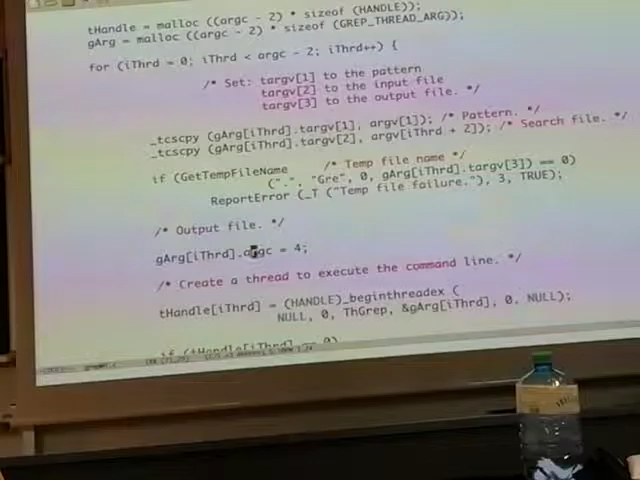 tHandle = malloc ((argc - 2) * sizeof (HANDLE));
gArg = malloc ((argc - 2) * sizeof (GREP_THREAD_ARG));
for (iThrd = 0; iThrd < argc - 2; iThrd++) {
/* Set: targv[1] to the pattern
targv[2] to the input file
targv[3] to the output file. */
_tcscpy (gArg[iThrd].targv[1], argv[1]); /* Pattern. */
_tcscpy (gArg[iThrd].targv[2], argv[iThrd + 2]); /* Search file. */
if (GetTempFileName /* Temp file name */
(".", "Gre", 0, gArg[iThrd].targv[3]) == 0)
ReportError (_T ("Temp file failure."), 3, TRUE);
/* Output file. */
gArg[iThrd].argc = 4;
/* Create a thread to execute the command line. */
tHandle[iThrd] = (HANDLE)_beginthreadex (
NULL, 0, ThGrep, &gArg[iThrd], 0, NULL);
if (tHandle[iThrd] == 0)